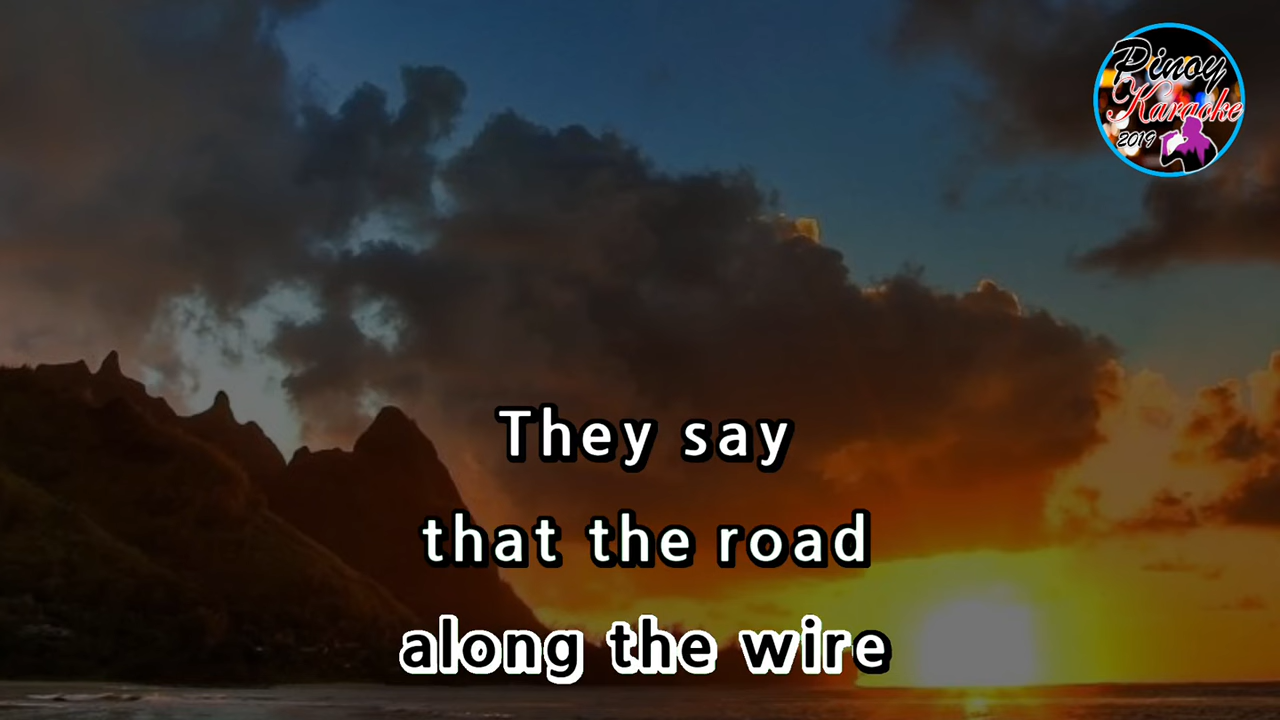 Pinoy
Karaoke
2019
They say
that the road
along the wire